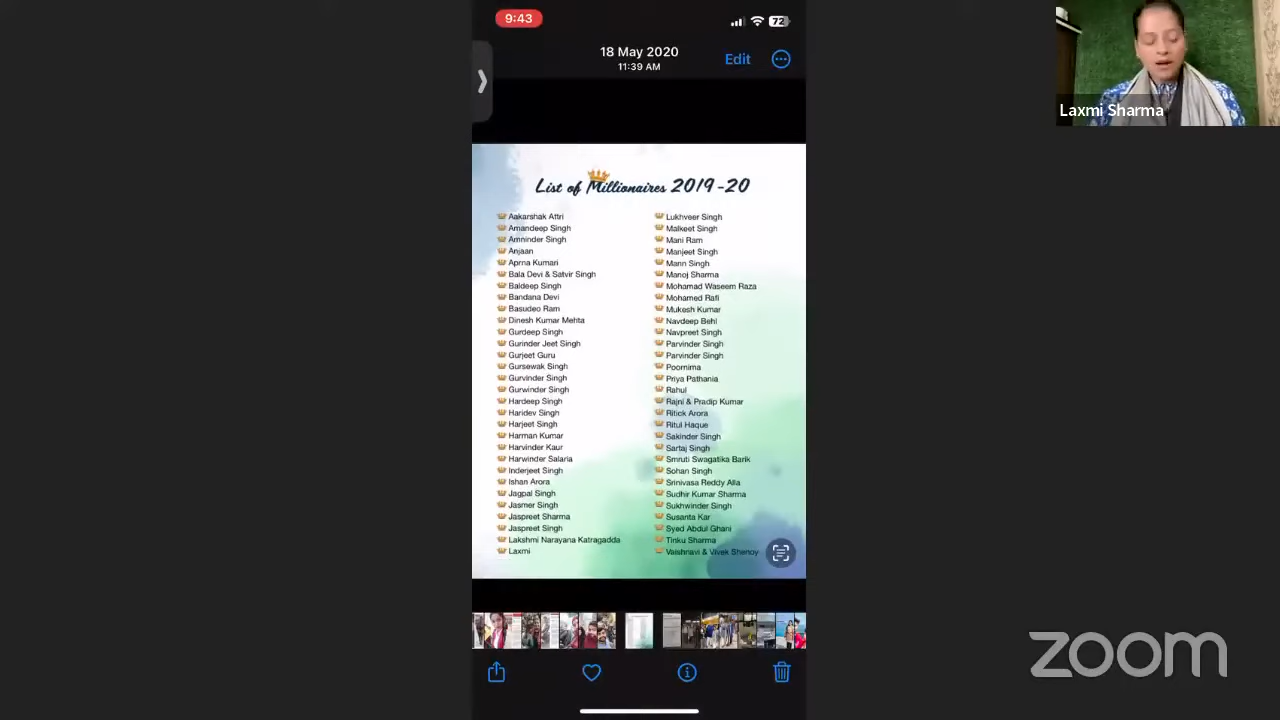 9:43
72
18 May 2020
11:39 AM
Edit
Laxmi Sharma
List of Millionaires 2019-20
Aakarshak Attri
Amandeep Singh
Amninder Singh
Anjaan
Aprna Kumari
Bala Devi & Satvir Singh
Baldeep Singh
Bandana Devi
Basudeo Ram
Dinesh Kumar Mehta
Gurdeep Singh
Gurinder Jeet Singh
Gurjeet Guru
Gursewak Singh
Gurvinder Singh
Gurwinder Singh
Hardeep Singh
Haridev Singh
Harjeet Singh
Harman Kumar
Harvinder Kaur
Harwinder Salaria
Inderjeet Singh
Ishan Arora
Jagpal Singh
Jasmer Singh
Jaspreet Sharma
Jaspreet Singh
Lakshmi Narayana Katragadda
Laxmi
Lukhveer Singh
Malkeet Singh
Mani Ram
Manjeet Singh
Mann Singh
Manoj Sharma
Mohamad Waseem Raza
Mohamed Rafi
Mukesh Kumar
Navdeep Behl
Navpreet Singh
Parvinder Singh
Parvinder Singh
Poornima
Priya Pathania
Rahul
Rajni & Pradip Kumar
Ritick Arora
Ritul Haque
Sakinder Singh
Sartaj Singh
Smruti Swagatika Barik
Sohan Singh
Srinivasa Reddy Alla
Sudhir Kumar Sharma
Sukhwinder Singh
Susanta Kar
Syed Abdul Ghani
Tinku Sharma
Vaishnavi & Vivek Shenoy
zoom